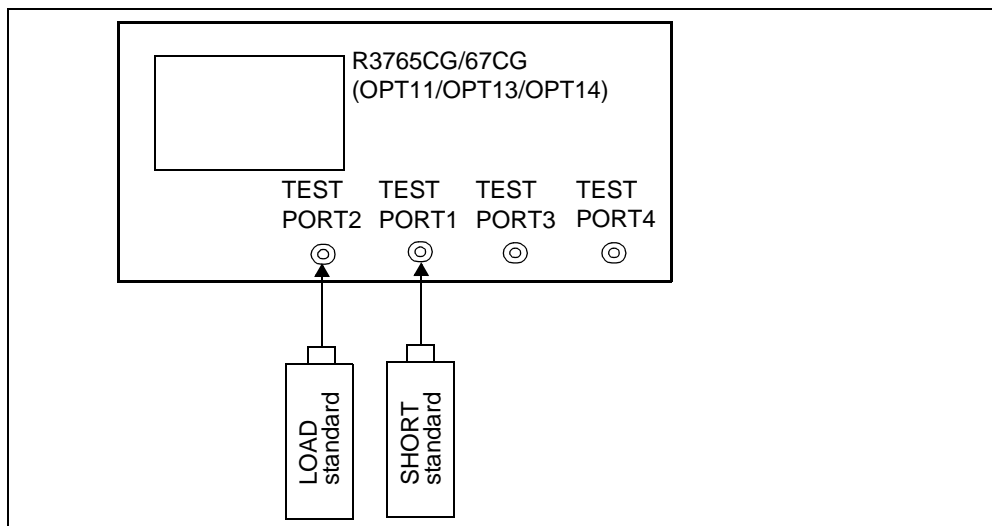 R3765CG/67CG
(OPT11/OPT13/OPT14)
TEST PORT2
TEST PORT1
TEST PORT3
TEST PORT4
LOAD
standard
SHORT
standard